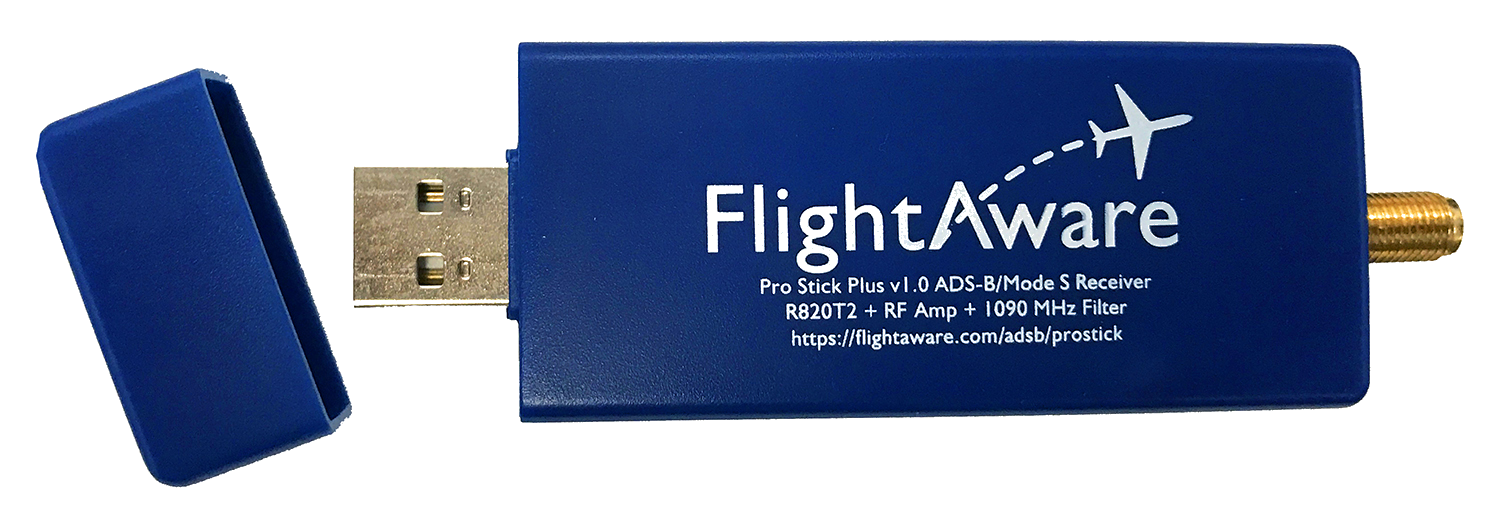 FlightAware
Pro Stick Plus v1.0 ADS-B/Mode S Receiver
R820T2 + RF Amp + 1090 MHz Filter
https://flightaware.com/adsb/prostick